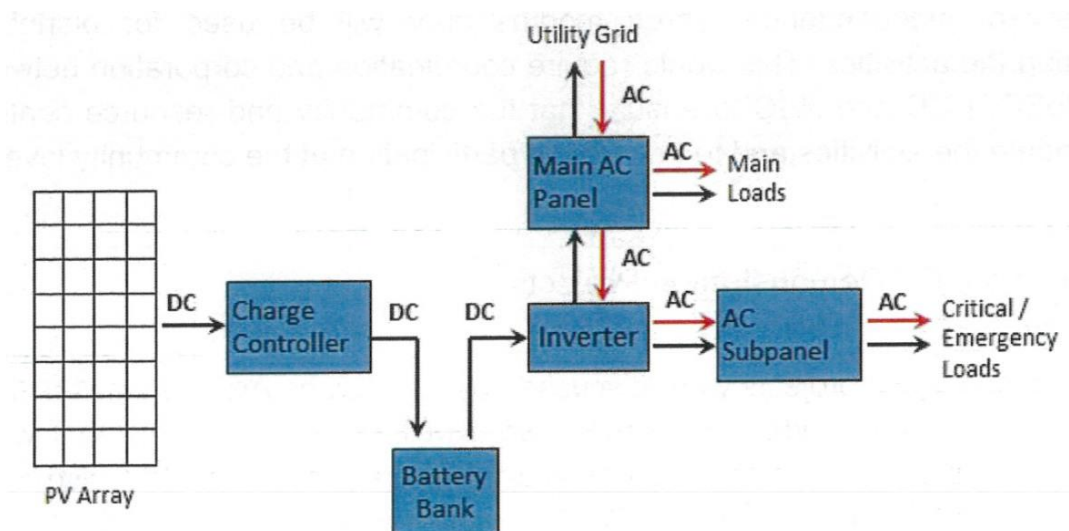 Utility Grid
AC
Main AC
Panel
AC
Main
Loads
AC
DC
Charge
Controller
DC
DC
Inverter
AC
AC
Subpanel
AC
Critical /
Emergency
Loads
Battery
Bank
PV Array